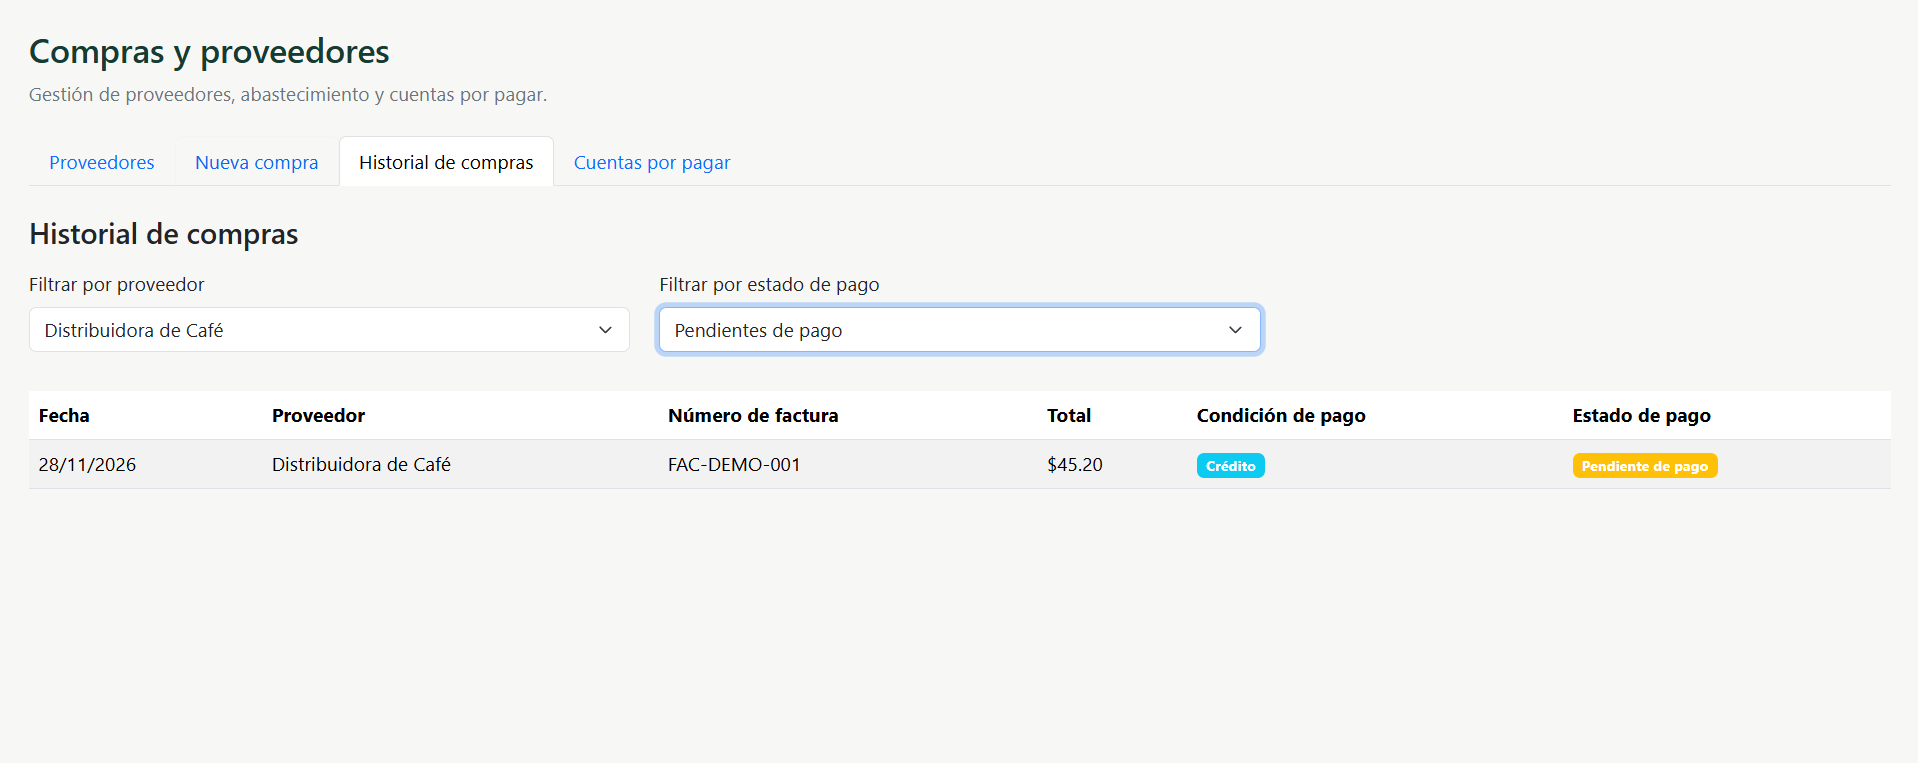 Compras y proveedores
Gestión de proveedores, abastecimiento y cuentas por pagar.
Proveedores Nueva compra Historial de compras Cuentas por pagar
Historial de compras
Filtrar por proveedor Filtrar por estado de pago
Distribuidora de Café Pendientes de pago
Fecha Proveedor Número de factura Total Condición de pago Estado de pago
28/11/2026 Distribuidora de Café FAC-DEMO-001 $45.20 Crédito Pendiente de pago